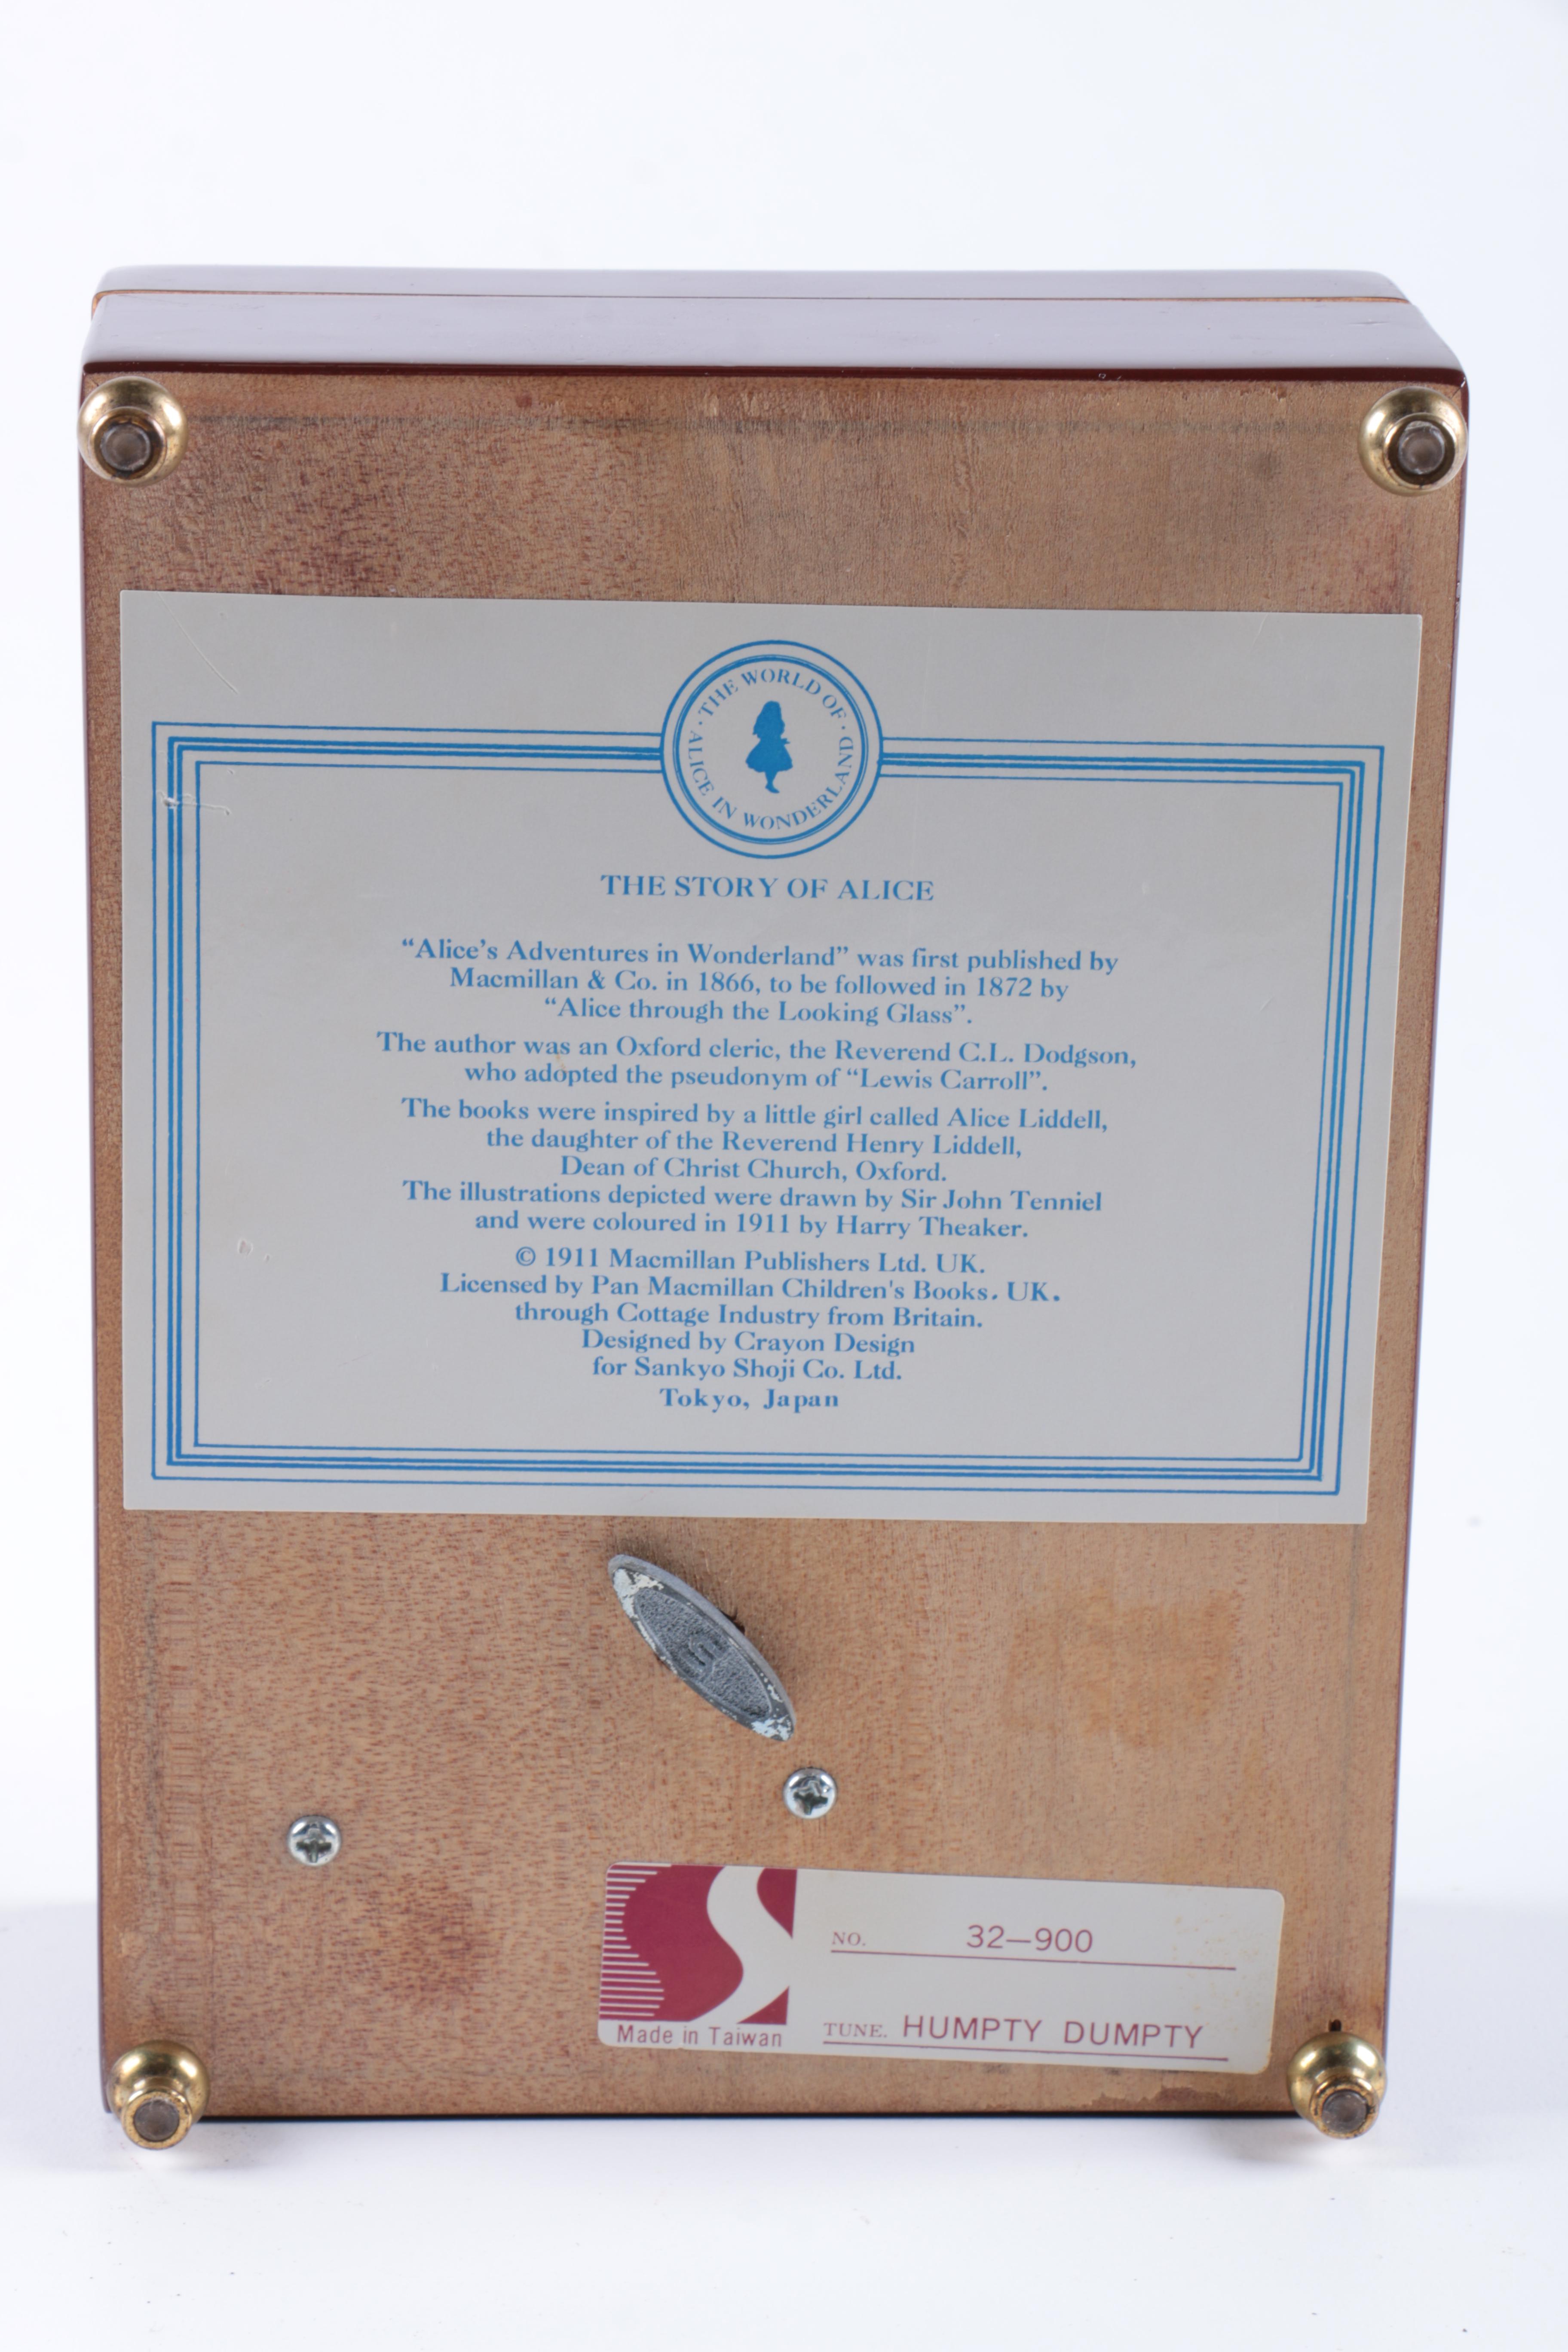 · THE WORLD OF ·
ALICE IN WONDERLAND
THE STORY OF ALICE
“Alice’s Adventures in Wonderland” was first published by
Macmillan & Co. in 1866, to be followed in 1872 by
“Alice through the Looking Glass”.
The author was an Oxford cleric, the Reverend C.L. Dodgson,
who adopted the pseudonym of “Lewis Carroll”.
The books were inspired by a little girl called Alice Liddell,
the daughter of the Reverend Henry Liddell,
Dean of Christ Church, Oxford.
The illustrations depicted were drawn by Sir John Tenniel
and were coloured in 1911 by Harry Theaker.
© 1911 Macmillan Publishers Ltd. UK.
Licensed by Pan Macmillan Children's Books. UK.
through Cottage Industry from Britain.
Designed by Crayon Design
for Sankyo Shoji Co. Ltd.
Tokyo, Japan
NO. 32—900
Made in Taiwan
TUNE. HUMPTY DUMPTY